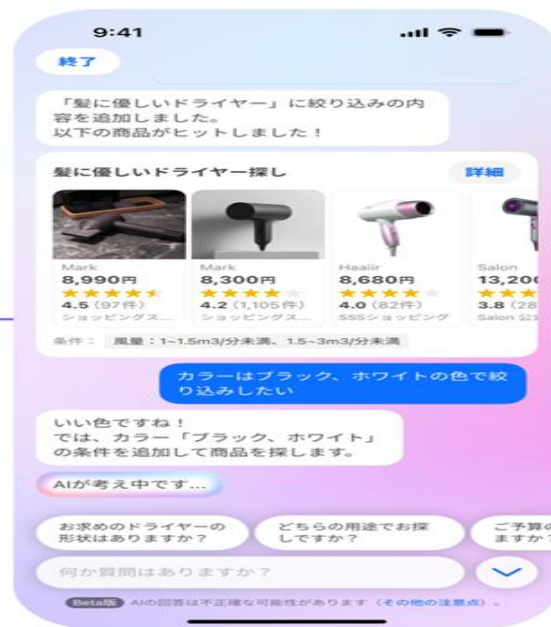 9:41
終了
「髪に優しいドライヤー」に絞り込みの内
容を追加しました。
以下の商品がヒットしました！
髪に優しいドライヤー探し
詳細
Mark
8,990円
4.5（97件）
ショッピングス...
Mark
8,300円
4.2（1,105件）
ショッピングス...
Haaiir
8,680円
4.0（82件）
SSSショッピング
Salon
13,200
3.8（28
Salon 公
条件： 風量：1~1.5m3/分未満、1.5~3m3/分未満
カラーはブラック、ホワイトの色で絞
り込みしたい
いい色ですね！
では、カラー「ブラック、ホワイト」
の条件を追加して商品を探します。
AIが考え中です...
お求めのドライヤーの
形状はありますか？
どちらの用途でお探
しですか？
ご予算の
ますか？
何か質問はありますか？
Beta版 AIの回答は不正確な可能性があります（その他の注意点）。